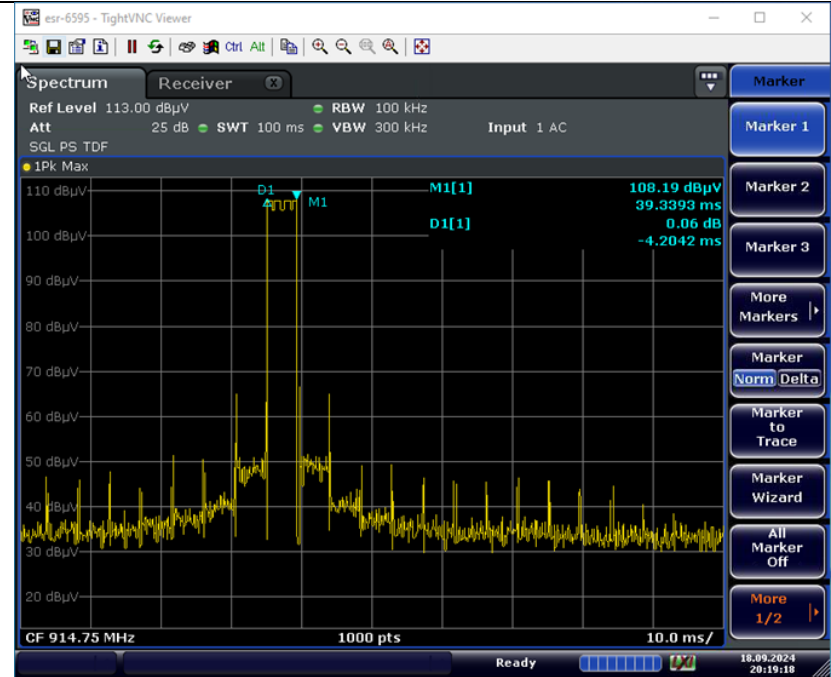 esr-6595 - TightVNC Viewer
Ctrl Alt
Spectrum
Receiver
Ref Level 113.00 dBµV
RBW 100 kHz
Att 25 dB SWT 100 ms VBW 300 kHz Input 1 AC
SGL PS TDF
1Pk Max
110 dBµV
D1
M1
M1[1] 108.19 dBµV
39.3393 ms
D1[1] 0.06 dB
-4.2042 ms
100 dBµV
90 dBµV
80 dBµV
70 dBµV
60 dBµV
50 dBµV
40 dBµV
30 dBµV
20 dBµV
CF 914.75 MHz 1000 pts 10.0 ms/
Ready
Marker
Marker 1
Marker 2
Marker 3
More
Markers
Marker
Norm Delta
Marker
to
Trace
Marker
Wizard
All
Marker
Off
More
1/2
18.09.2024
20:19:18